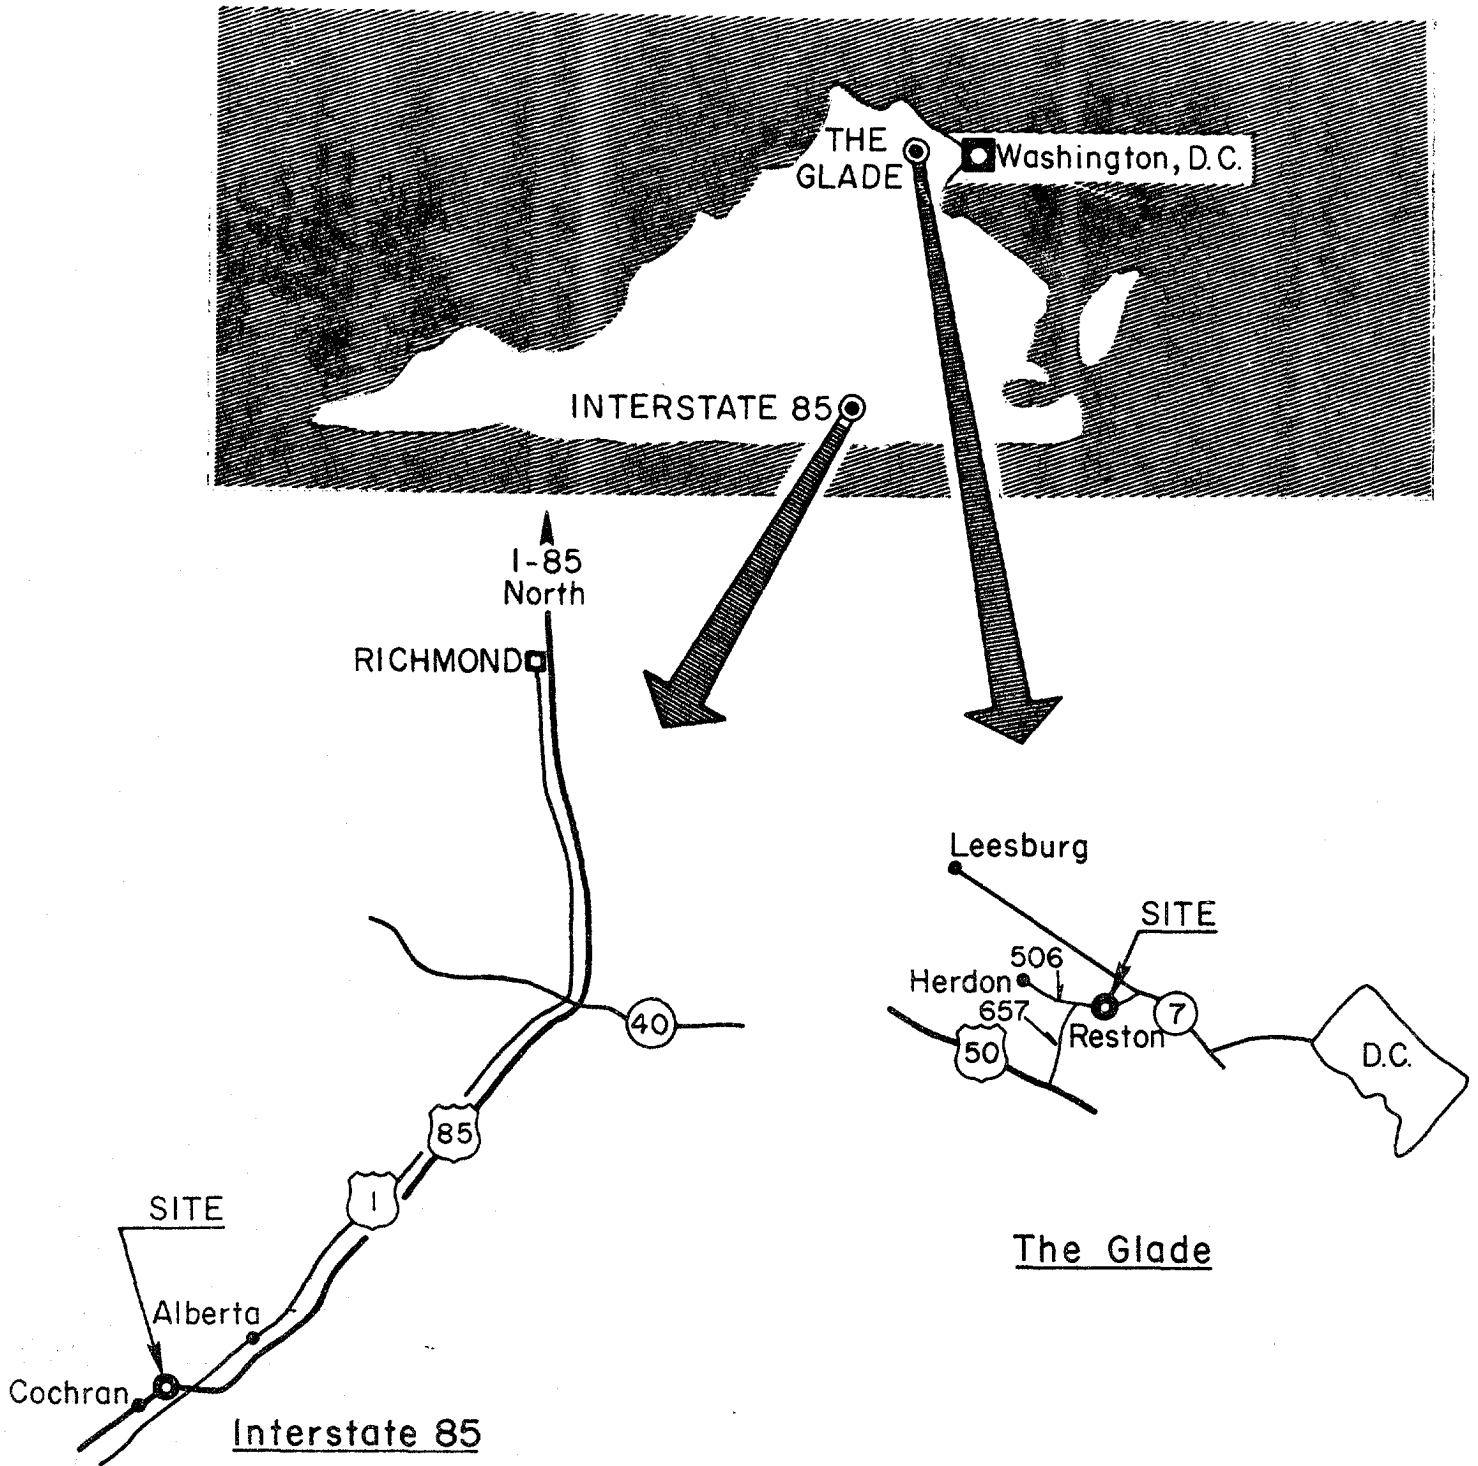 THE
GLADE
Washington, D.C.
INTERSTATE 85
I-85
North
RICHMOND
40
85
1
SITE
Alberta
Cochran
Interstate 85
Leesburg
SITE
506
Herdon
657
7
Reston
50
D.C.
The Glade